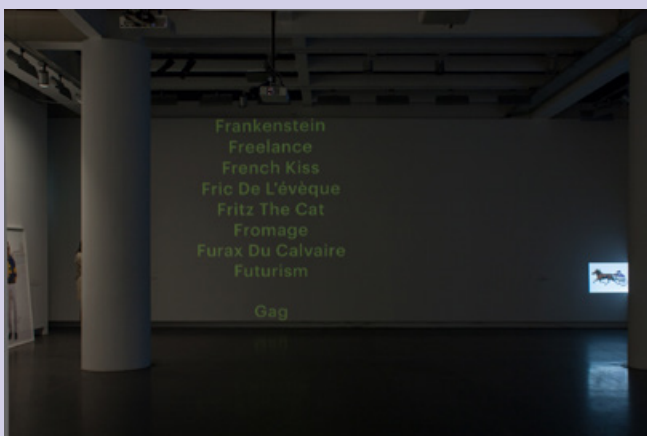 Frankenstein
Freelance
French Kiss
Fric De L'évèque
Fritz The Cat
Fromage
Furax Du Calvaire
Futurism
Gag